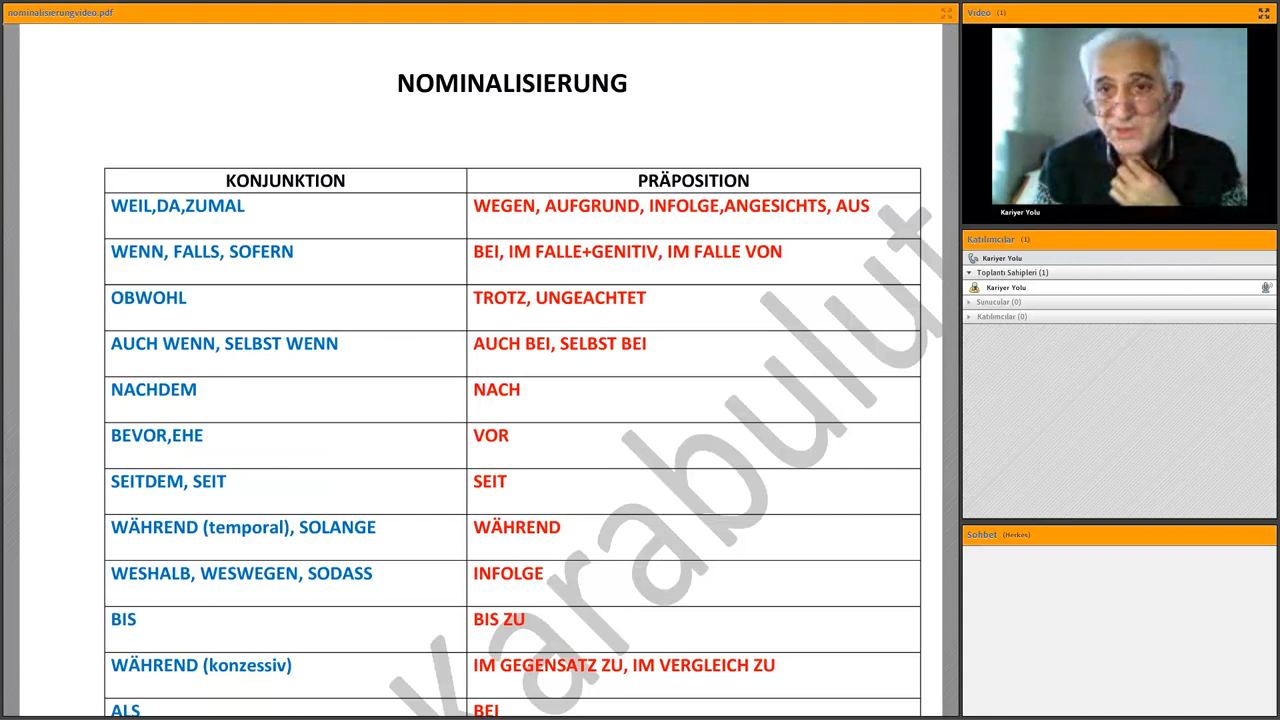 nominalisierungvideo.pdf
NOMINALISIERUNG
KONJUNKTION PRÄPOSITION
WEIL,DA,ZUMAL WEGEN, AUFGRUND, INFOLGE,ANGESICHTS, AUS
WENN, FALLS, SOFERN BEI, IM FALLE+GENITIV, IM FALLE VON
OBWOHL TROTZ, UNGEACHTET
AUCH WENN, SELBST WENN AUCH BEI, SELBST BEI
NACHDEM NACH
BEVOR,EHE VOR
SEITDEM, SEIT SEIT
WÄHREND (temporal), SOLANGE WÄHREND
WESHALB, WESWEGEN, SODASS INFOLGE
BIS BIS ZU
WÄHREND (konzessiv) IM GEGENSATZ ZU, IM VERGLEICH ZU
ALS BEI
karabulut
Video (1)
Kariyer Yolu
Katılımcılar (1)
Kariyer Yolu
Toplantı Sahipleri (1)
Kariyer Yolu
Sunucular (0)
Katılımcılar (0)
Sohbet (Herkes)